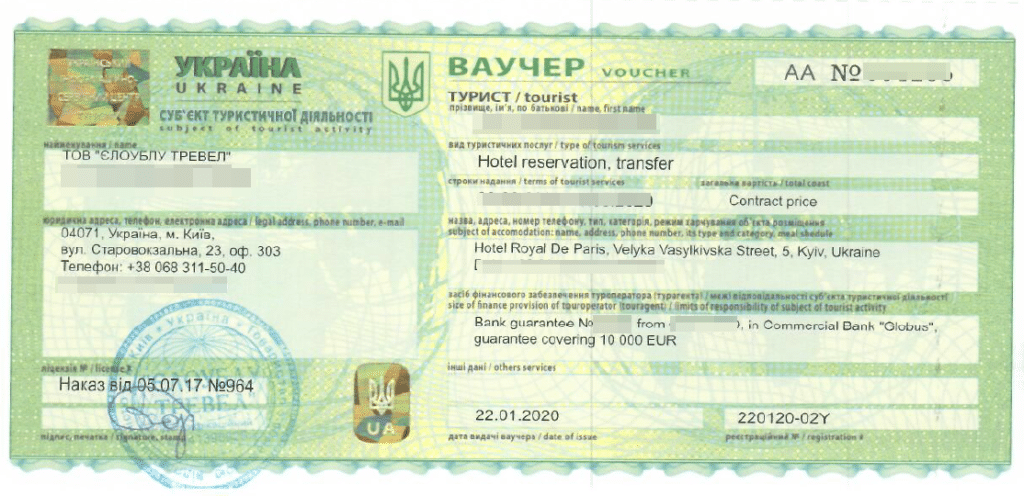 УКРАЇНА
UKRAINE
СУБ'ЄКТ ТУРИСТИЧНОЇ ДІЯЛЬНОСТІ
subject of tourist activity
найменування / name
ТОВ "ЄЛОУБЛУ ТРЕВЕЛ"
юридична адреса, телефон, електронна адреса / legal address, phone number, e-mail
04071, Україна, м. Київ,
вул. Старовокзальна, 23, оф. 303
Телефон: +38 068 311-50-40
ліцензія № / license #
Наказ від 05.07.17 №964
підпис, печатка / signature, stamp
Київ * Україна *
ТРЕВЕЛ
UA
ВАУЧЕР VOUCHER
АА №
ТУРИСТ / tourist
прізвище, ім'я, по батькові / name, first name
вид туристичних послуг / type of tourism services
Hotel reservation, transfer
строки надання / terms of tourist services
загальна вартість / total coast
Contract price
назва, адреса, номер телефону, тип, категорія, режим харчування об'єкта розміщення
subject of accomodation: name, address, phone number, its type and category, meal shedule
Hotel Royal De Paris, Velyka Vasylkivska Street, 5, Kyiv, Ukraine
засіб фінансового забезпечення туроператора (турагента) / межі відповідальності суб'єкта туристичної діяльності
size of finance provision of touroperator (touragent) / limits of responsibility of subject of tourist activity
Bank guarantee № from , in Commercial Bank "Globus",
guarantee covering 10 000 EUR
інші дані / others services
22.01.2020
220120-02Y
дата видачі ваучера / date of issue
реєстраційний № / registration #